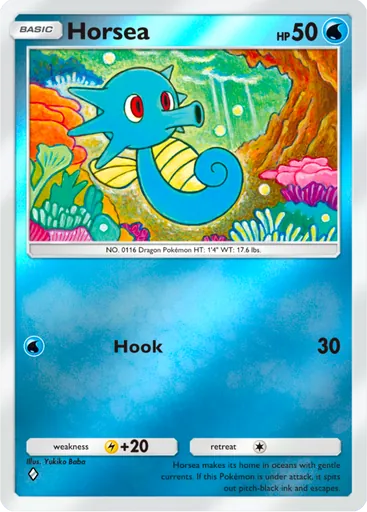 BASIC Horsea HP 50
NO. 0116 Dragon Pokémon HT: 1'4" WT: 17.6 lbs.
Hook 30
weakness +20 retreat
Illus. Yukiko Baba
Horsea makes its home in oceans with gentle
currents. If this Pokémon is under attack, it spits
out pitch-black ink and escapes.